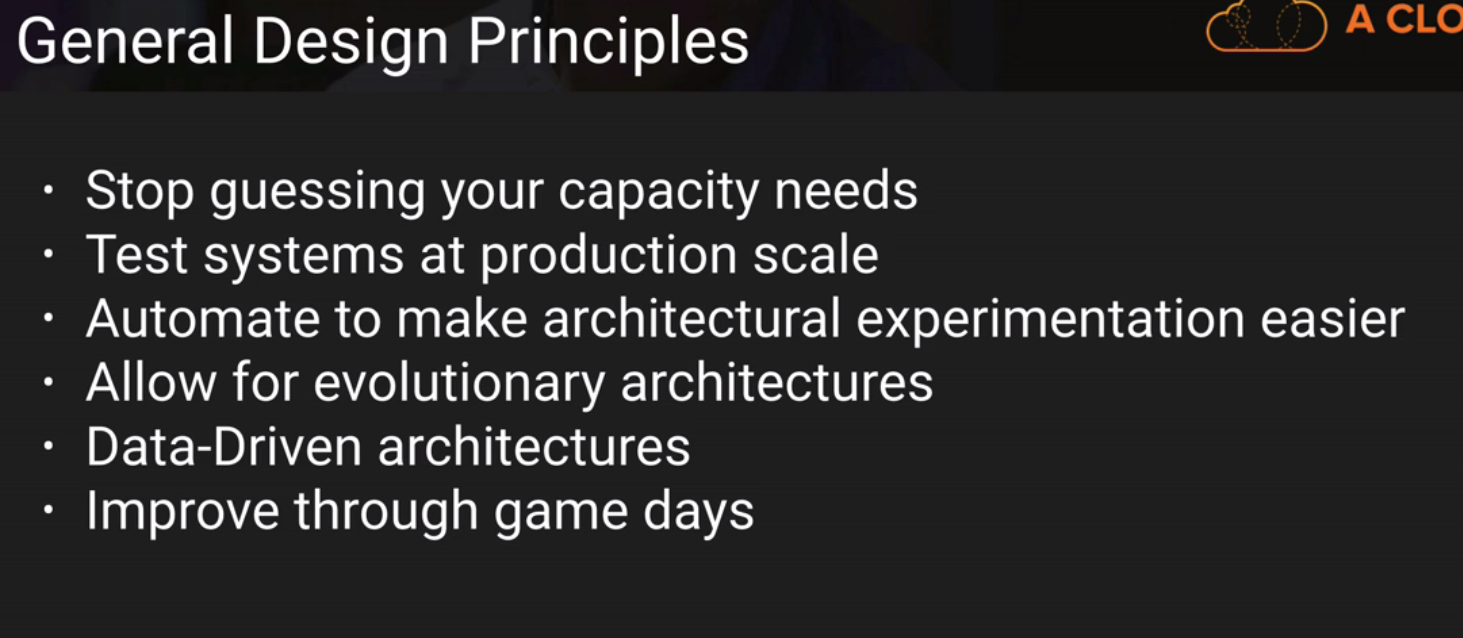 General Design Principles
A CLO
• Stop guessing your capacity needs
• Test systems at production scale
• Automate to make architectural experimentation easier
• Allow for evolutionary architectures
• Data-Driven architectures
• Improve through game days